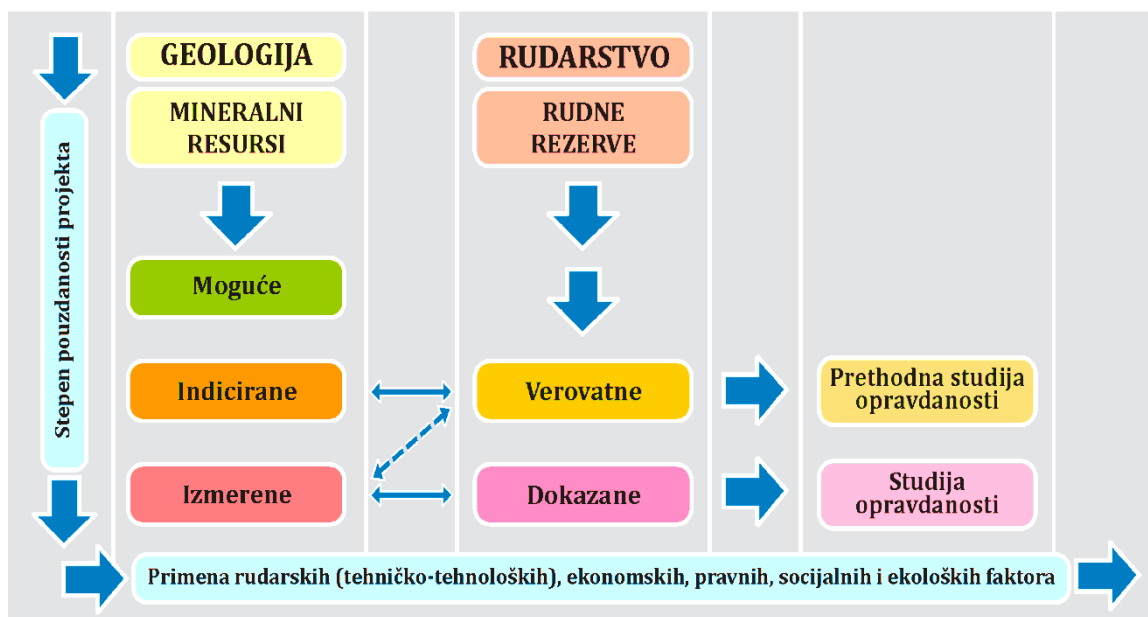 Stepen pouzdanosti projekta
GEOLOGIJA
MINERALNI
RESURSI
Moguće
Indicirane
Izmerene
RUDARSTVO
RUDNE
REZERVE
Verovatne
Dokazane
Prethodna studija
opravdanosti
Studija
opravdanosti
Primena rudarskih (tehničko-tehnoloških), ekonomskih, pravnih, socijalnih i ekoloških faktora